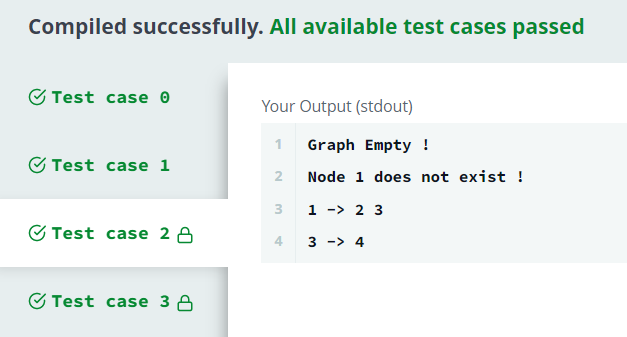 Compiled successfully. All available test cases passed
Test case 0
Test case 1
Test case 2
Test case 3
Your Output (stdout)
1 Graph Empty !
2 Node 1 does not exist !
3 1 -> 2 3
4 3 -> 4